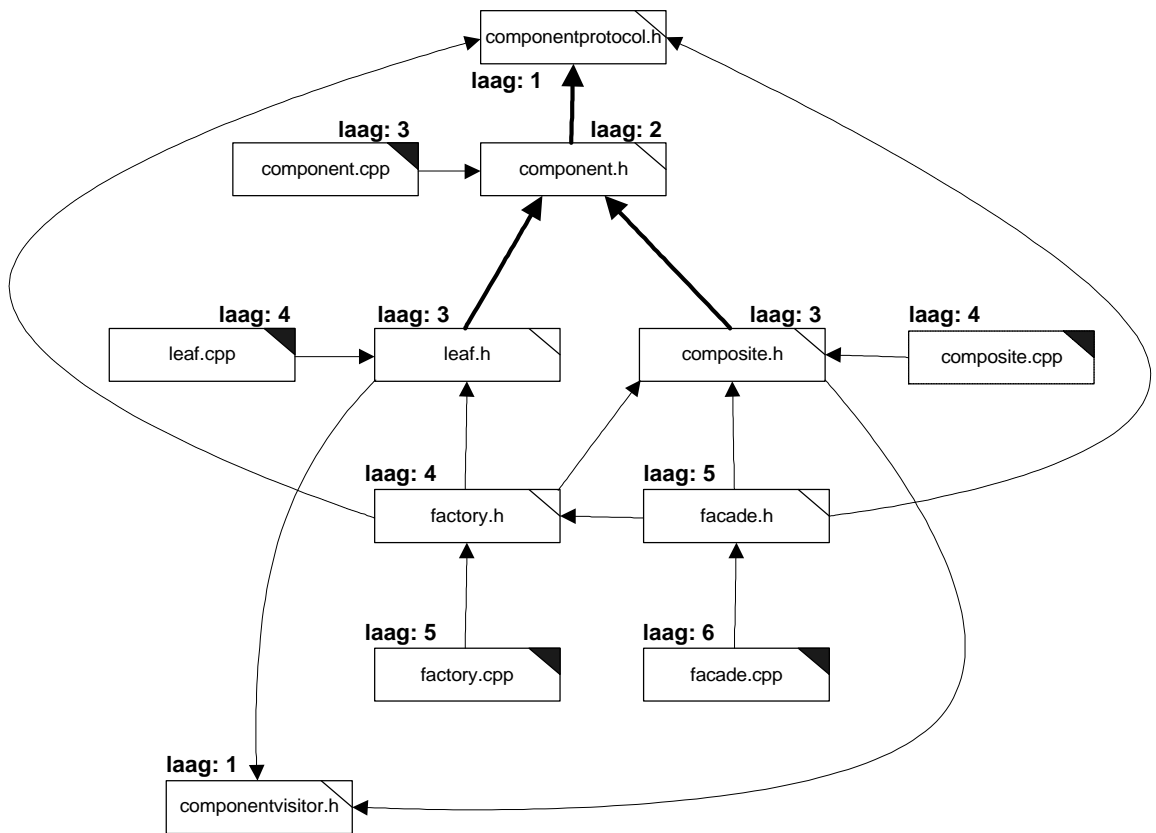 componentprotocol.h
laag: 1
laag: 3
laag: 2
component.cpp
component.h
laag: 4
laag: 3
laag: 3
laag: 4
leaf.cpp
leaf.h
composite.h
composite.cpp
laag: 4
laag: 5
factory.h
facade.h
laag: 5
laag: 6
factory.cpp
facade.cpp
laag: 1
componentvisitor.h